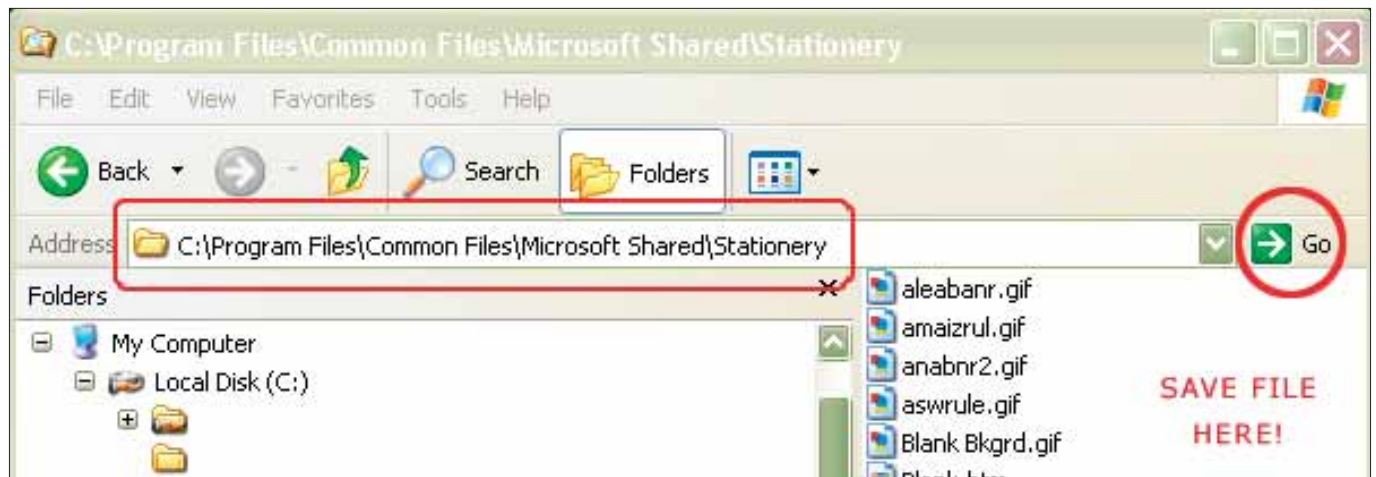 C:\Program Files\Common Files\Microsoft Shared\Stationery
File Edit View Favorites Tools Help
Back Search Folders
Address C:\Program Files\Common Files\Microsoft Shared\Stationery Go
Folders
My Computer
Local Disk (C:)
aleabanr.gif
amaizrul.gif
anabnr2.gif
aswrule.gif
Blank Bkgrd.gif
SAVE FILE
HERE!